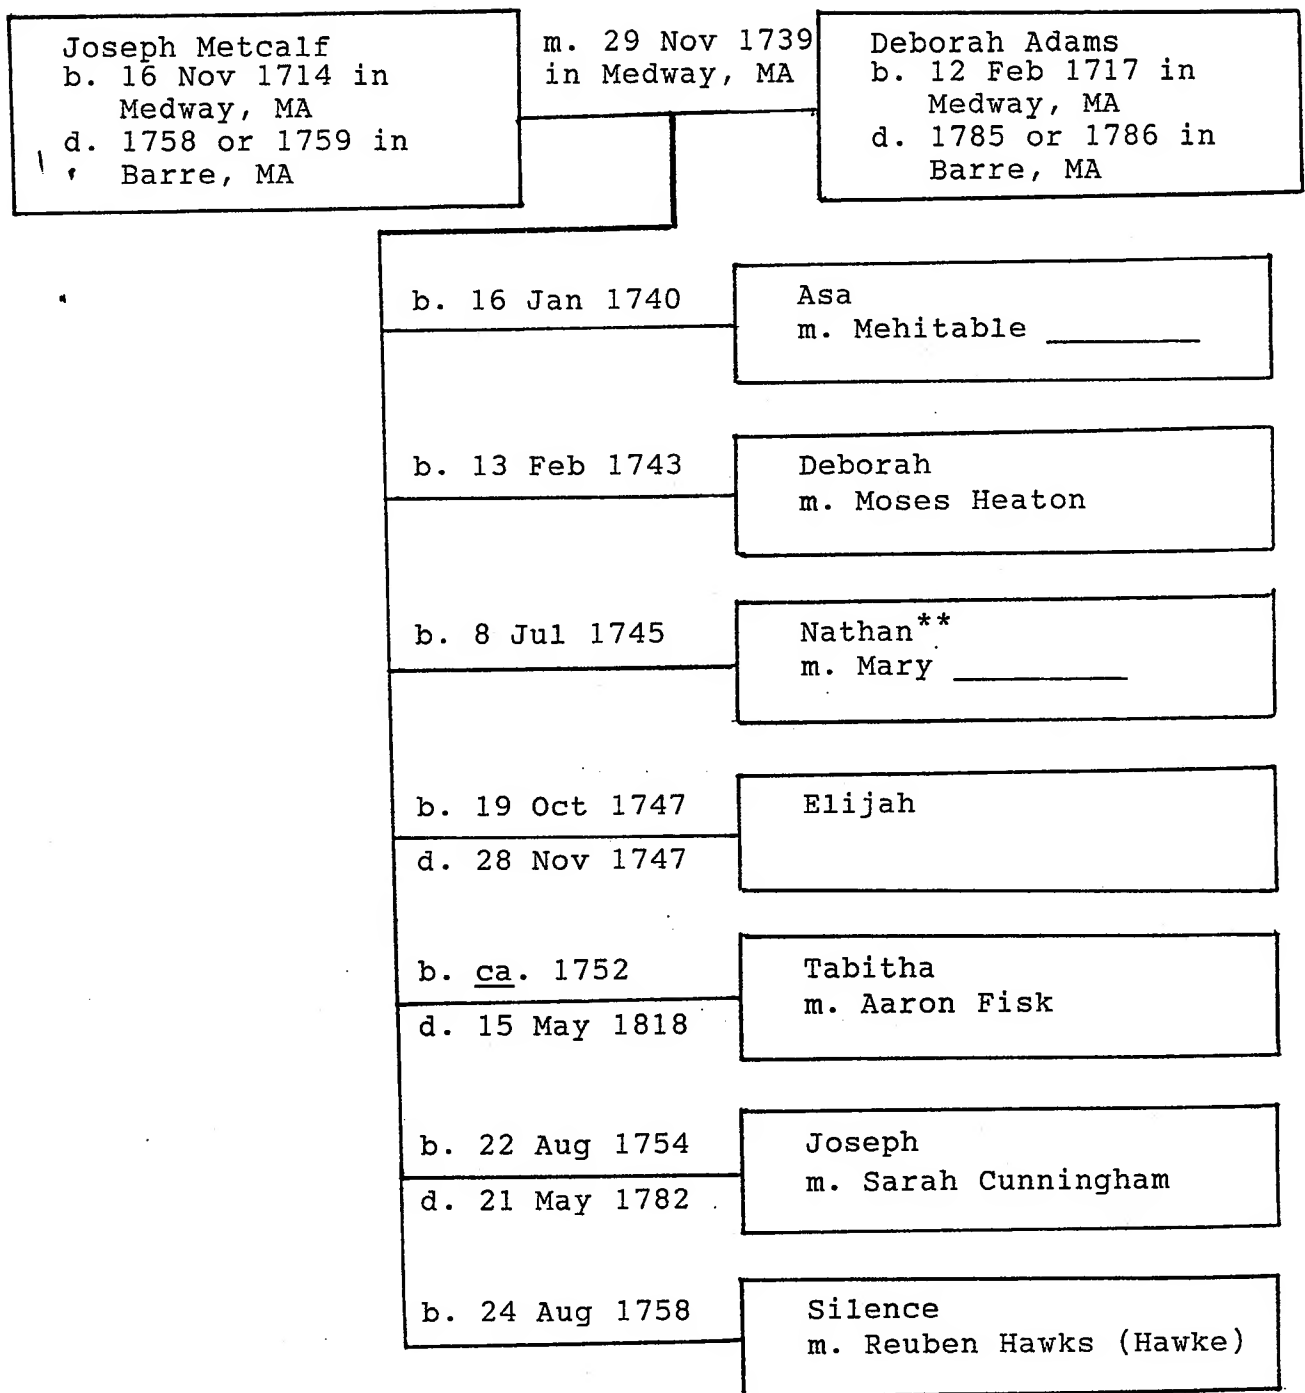 Joseph Metcalf
b. 16 Nov 1714 in
Medway, MA
d. 1758 or 1759 in
Barre, MA
m. 29 Nov 1739
in Medway, MA
Deborah Adams
b. 12 Feb 1717 in
Medway, MA
d. 1785 or 1786 in
Barre, MA
b. 16 Jan 1740
Asa
m. Mehitable ________
b. 13 Feb 1743
Deborah
m. Moses Heaton
b. 8 Jul 1745
Nathan**
m. Mary _________
b. 19 Oct 1747
d. 28 Nov 1747
Elijah
b. ca. 1752
d. 15 May 1818
Tabitha
m. Aaron Fisk
b. 22 Aug 1754
d. 21 May 1782
Joseph
m. Sarah Cunningham
b. 24 Aug 1758
Silence
m. Reuben Hawks (Hawke)